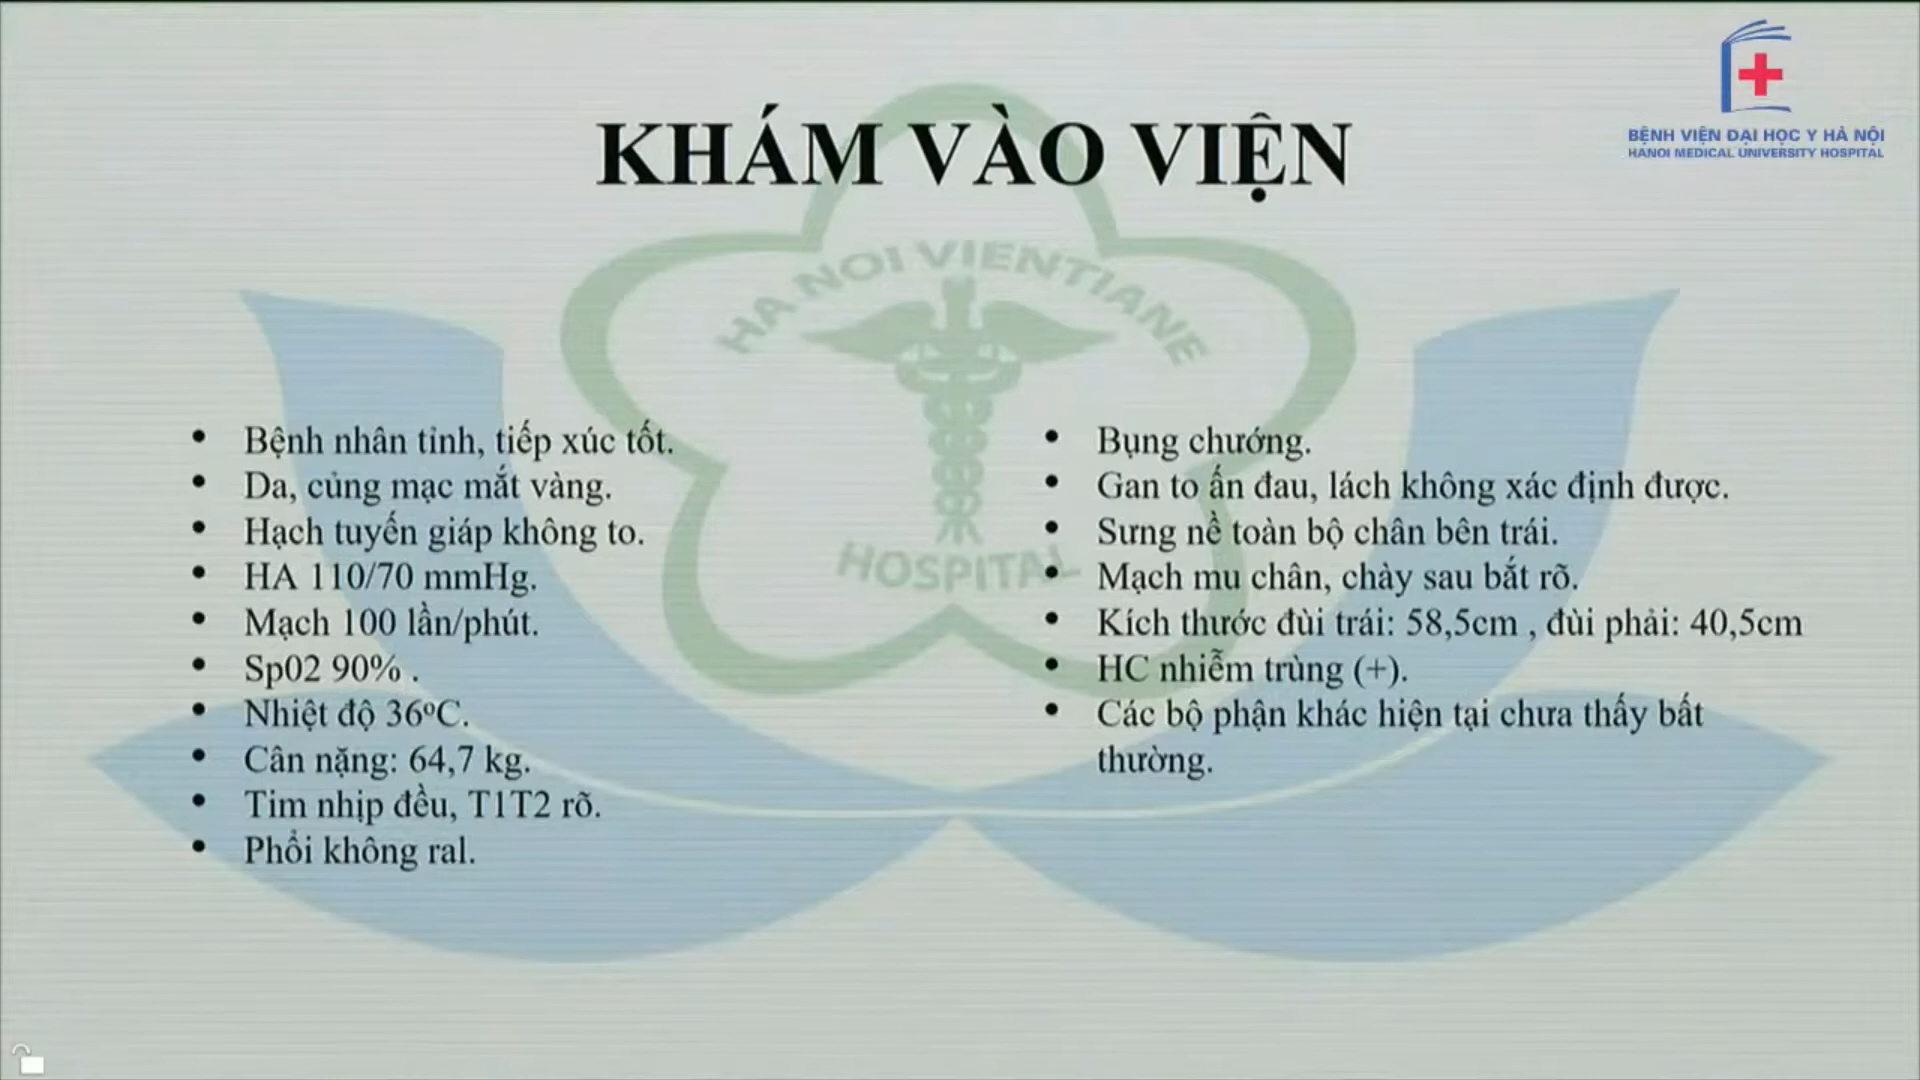 BỆNH VIỆN ĐẠI HỌC Y HÀ NỘI
HANOI MEDICAL UNIVERSITY HOSPITAL
KHÁM VÀO VIỆN
HA NOI VIENTIANE
HOSPITAL
• Bệnh nhân tỉnh, tiếp xúc tốt.
• Da, củng mạc mắt vàng.
• Hạch tuyến giáp không to.
• HA 110/70 mmHg.
• Mạch 100 lần/phút.
• Sp02 90% .
• Nhiệt độ 36ᵒC.
• Cân nặng: 64,7 kg.
• Tim nhịp đều, T1T2 rõ.
• Phổi không ral.
• Bụng chướng.
• Gan to ấn đau, lách không xác định được.
• Sưng nề toàn bộ chân bên trái.
• Mạch mu chân, chày sau bắt rõ.
• Kích thước đùi trái: 58,5cm , đùi phải: 40,5cm
• HC nhiễm trùng (+).
• Các bộ phận khác hiện tại chưa thấy bất
thường.